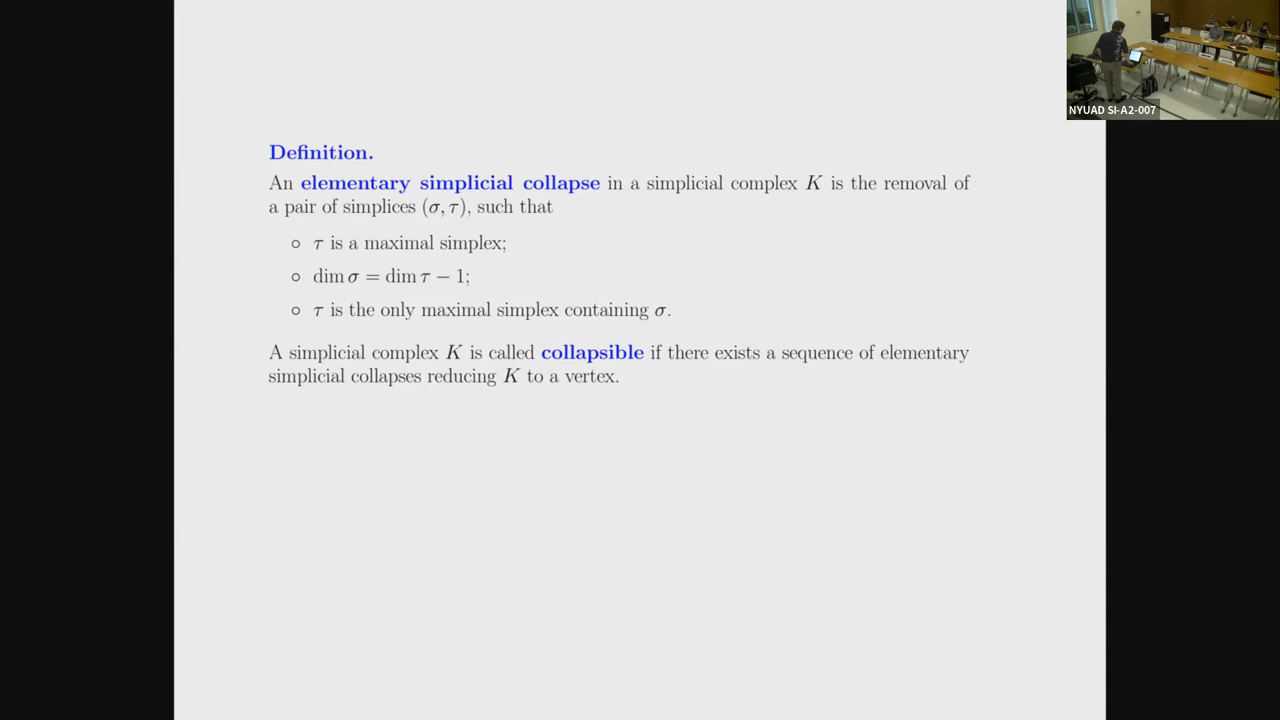 NYUAD SI-A2-007
Definition.
An elementary simplicial collapse in a simplicial complex K is the removal of
a pair of simplices (σ, τ), such that
∘ τ is a maximal simplex;
∘ dim σ = dim τ − 1;
∘ τ is the only maximal simplex containing σ.
A simplicial complex K is called collapsible if there exists a sequence of elementary
simplicial collapses reducing K to a vertex.